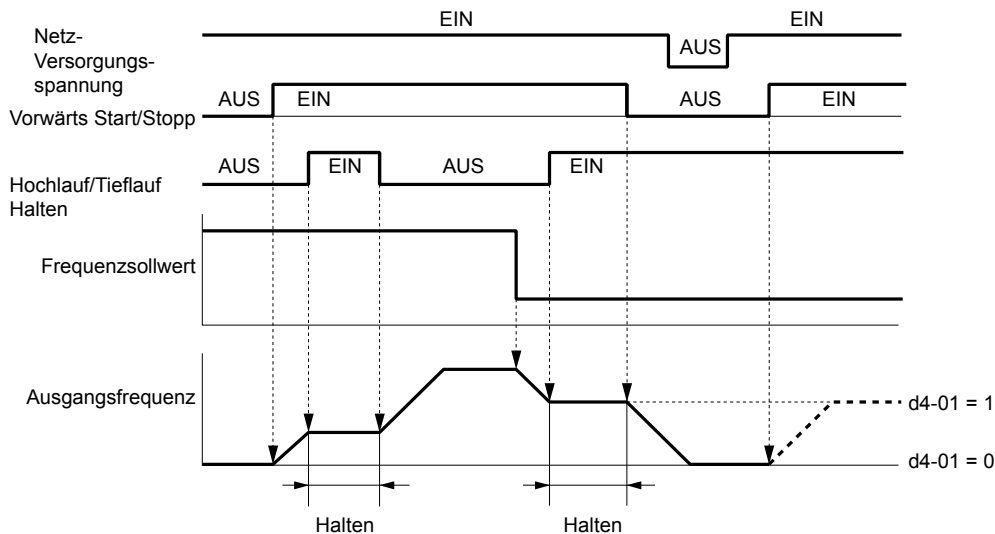 EIN
EIN
Netz-
Versorgungs-
spannung
AUS
AUS
EIN
AUS
EIN
Vorwärts Start/Stopp
AUS
EIN
AUS
EIN
Hochlauf/Tieflauf
Halten
Frequenzsollwert
Ausgangsfrequenz
d4-01 = 1
d4-01 = 0
Halten
Halten